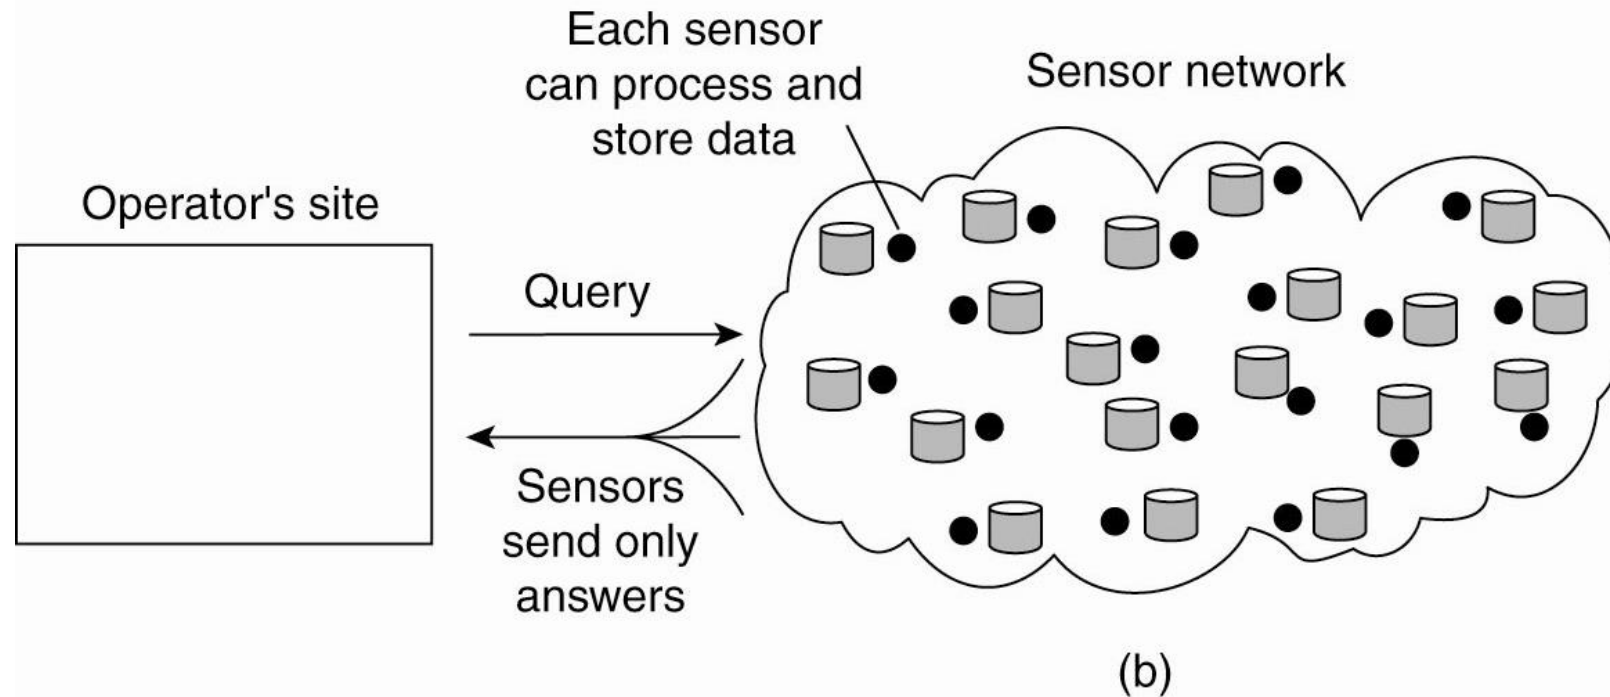 Each sensor
can process and
store data
Sensor network
Operator's site
Query
Sensors
send only
answers
(b)